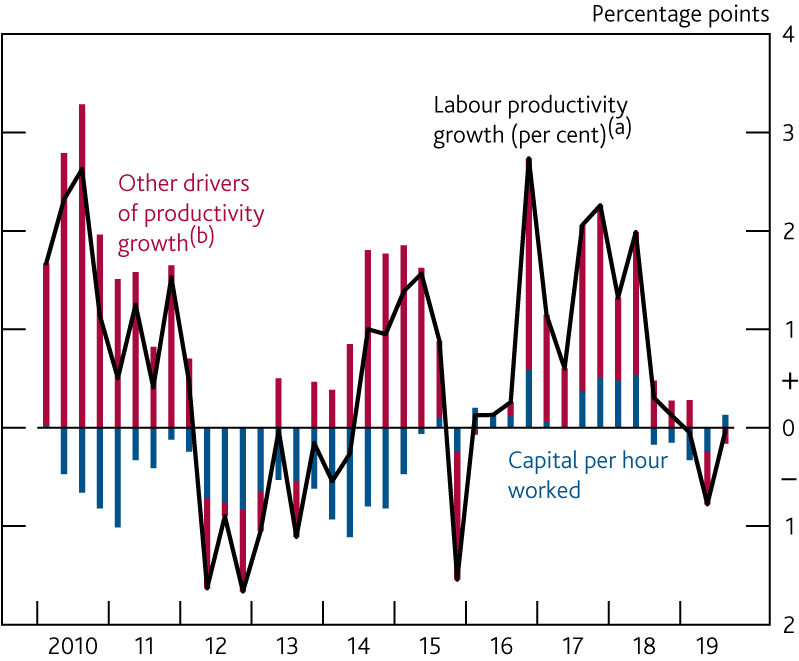 Percentage points
4
3
2
1
+
0
–
1
2
Labour productivity
growth (per cent)(a)
Other drivers
of productivity
growth(b)
Capital per hour
worked
2010 11 12 13 14 15 16 17 18 19